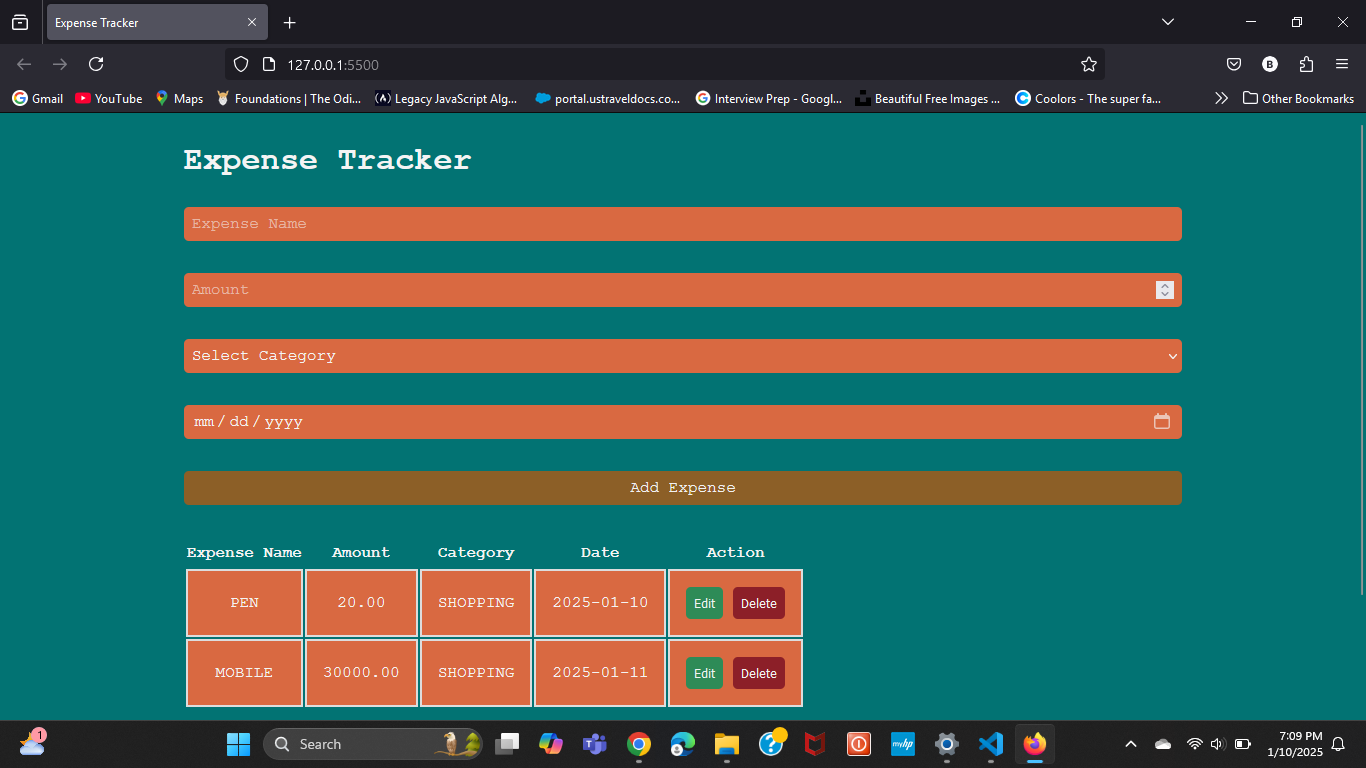 Expense Tracker
127.0.0.1:5500
Gmail YouTube Maps Foundations | The Odi... Legacy JavaScript Alg... portal.ustraveldocs.co... Interview Prep - Googl... Beautiful Free Images ... Coolors - The super fa... Other Bookmarks
Expense Tracker
Expense Name
Amount
Select Category
mm/dd/yyyy
Add Expense
Expense Name Amount Category Date Action
PEN 20.00 SHOPPING 2025-01-10 Edit Delete
MOBILE 30000.00 SHOPPING 2025-01-11 Edit Delete
1 Search myhp 7:09 PM
1/10/2025